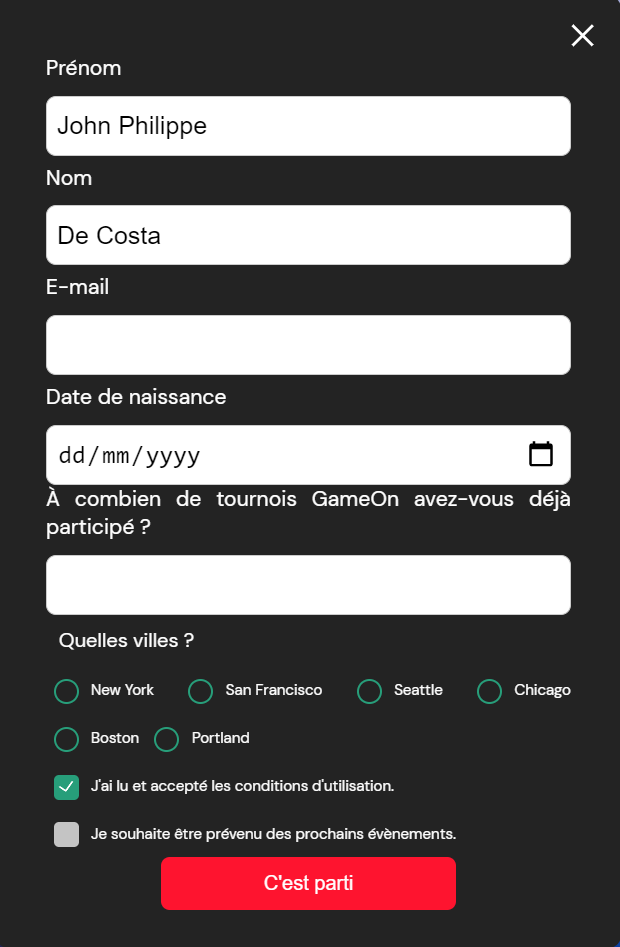 Prénom
John Philippe
Nom
De Costa
E-mail
Date de naissance
dd/mm/yyyy
À combien de tournois GameOn avez-vous déjà
participé ?
Quelles villes ?
New York San Francisco Seattle Chicago
Boston Portland
J'ai lu et accepté les conditions d'utilisation.
Je souhaite être prévenu des prochains évènements.
C'est parti